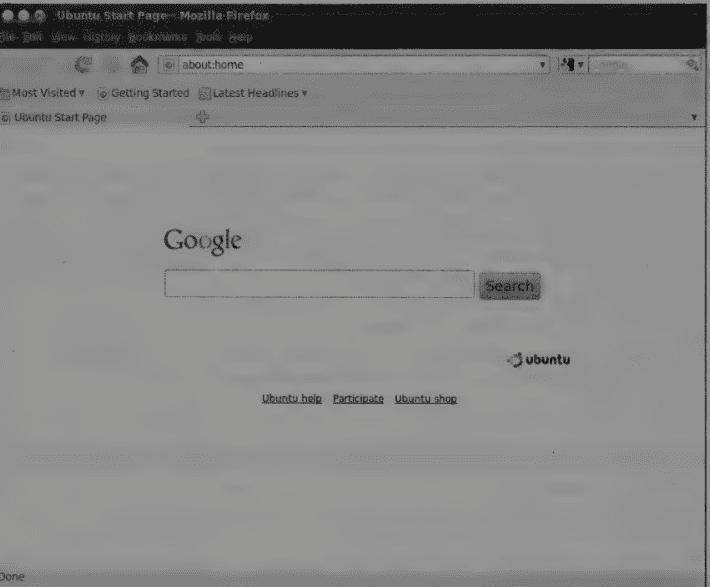 Ubuntu Start Page - Mozilla Firefox
File Edit View History Bookmarks Tools Help
about:home
Google
Most Visited Getting Started Latest Headlines
Ubuntu Start Page
Google
Search
ubuntu
Ubuntu help Participate Ubuntu shop
Done